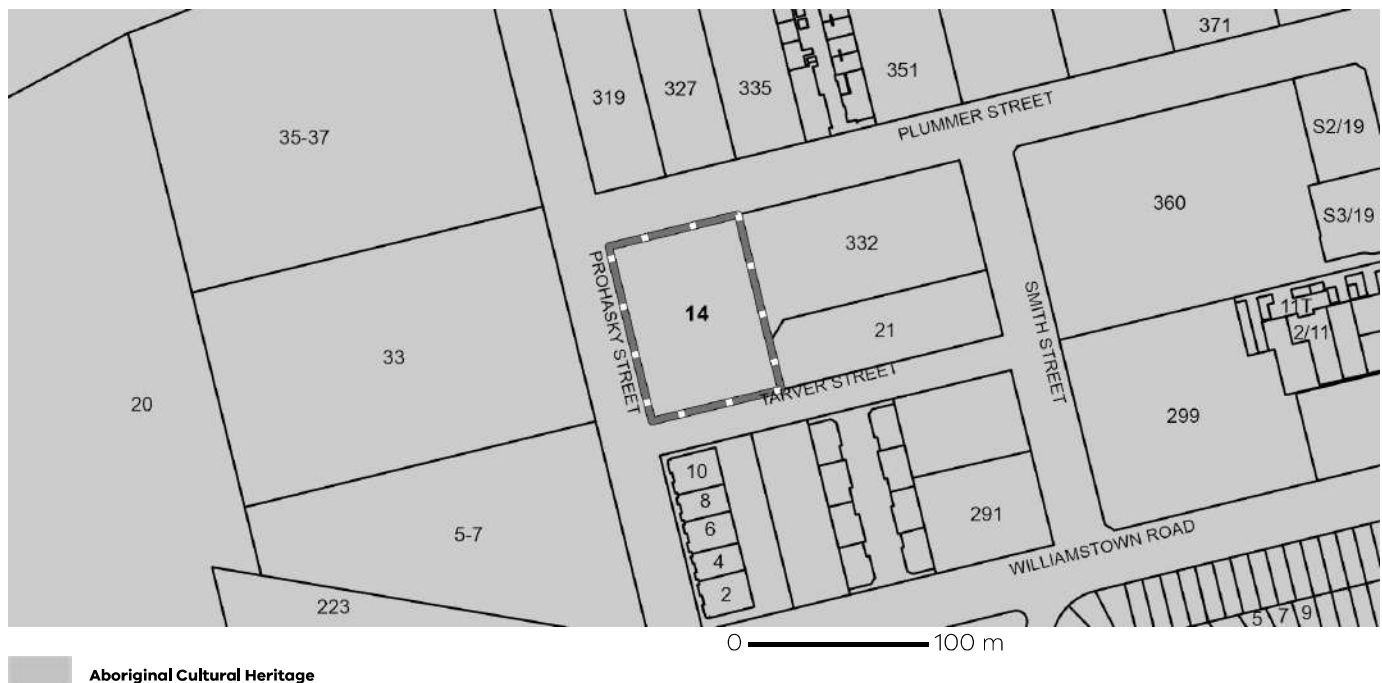 371
351
335
327
319
35-37
PLUMMER STREET
S2/19
360
S3/19
332
PROHASKY STREET
14
SMITH STREET
11T
2/11
21
33
20
TARVER STREET
299
10
8
6
4
2
291
5-7
WILLIAMSTOWN ROAD
223
5 7 9
0 100 m
Aboriginal Cultural Heritage